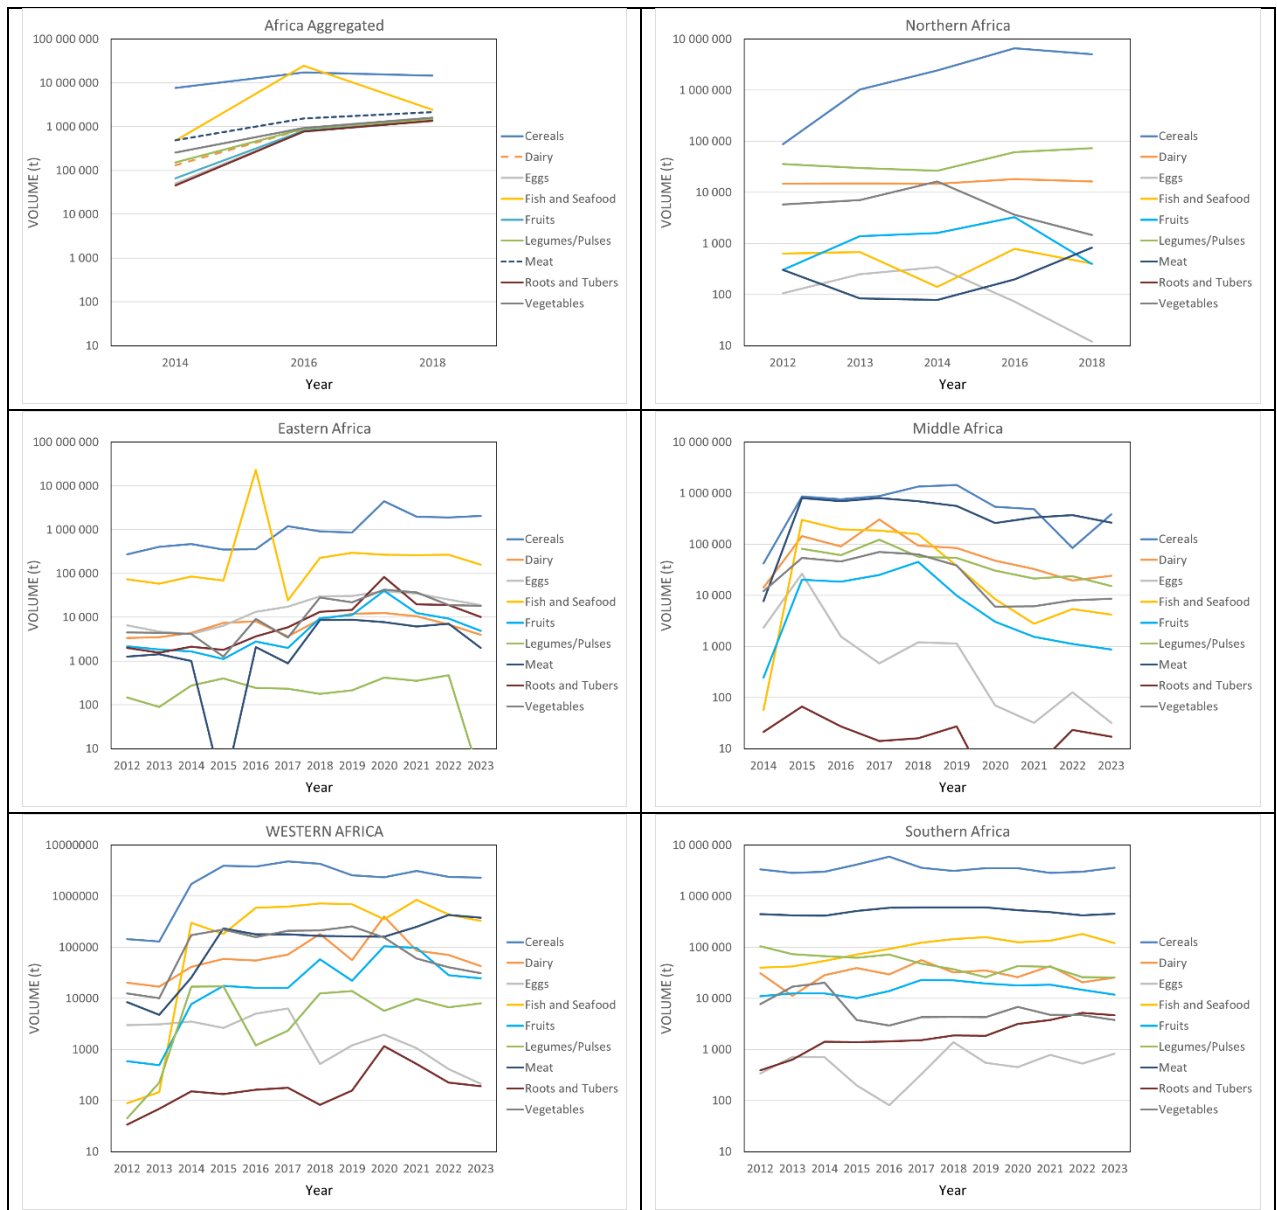 Africa Aggregated
100 000 000
10 000 000
1 000 000
100 000
10 000
1 000
100
10
VOLUME (t)
2014 2016 2018
Year
Cereals
Dairy
Eggs
Fish and Seafood
Fruits
Legumes/Pulses
Meat
Roots and Tubers
Vegetables
Northern Africa
10 000 000
1 000 000
100 000
10 000
1 000
100
10
VOLUME (t)
2012 2013 2014 2016 2018
Year
Cereals
Dairy
Eggs
Fish and Seafood
Fruits
Legumes/Pulses
Meat
Roots and Tubers
Vegetables
Eastern Africa
100 000 000
10 000 000
1 000 000
100 000
10 000
1 000
100
10
VOLUME (t)
2012 2013 2014 2015 2016 2017 2018 2019 2020 2021 2022 2023
Year
Cereals
Dairy
Eggs
Fish and Seafood
Fruits
Legumes/Pulses
Meat
Roots and Tubers
Vegetables
Middle Africa
10 000 000
1 000 000
100 000
10 000
1 000
100
10
VOLUME (t)
2014 2015 2016 2017 2018 2019 2020 2021 2022 2023
Year
Cereals
Dairy
Eggs
Fish and Seafood
Fruits
Legumes/Pulses
Meat
Roots and Tubers
Vegetables
WESTERN AFRICA
10000000
1000000
100000
10000
1000
100
10
VOLUME (t)
2012 2013 2014 2015 2016 2017 2018 2019 2020 2021 2022 2023
Year
Cereals
Dairy
Eggs
Fish and Seafood
Fruits
Legumes/Pulses
Meat
Roots and Tubers
Vegetables
Southern Africa
10 000 000
1 000 000
100 000
10 000
1 000
100
10
VOLUME (t)
2012 2013 2014 2015 2016 2017 2018 2019 2020 2021 2022 2023
Year
Cereals
Dairy
Eggs
Fish and Seafood
Fruits
Legumes/Pulses
Meat
Roots and Tubers
Vegetables